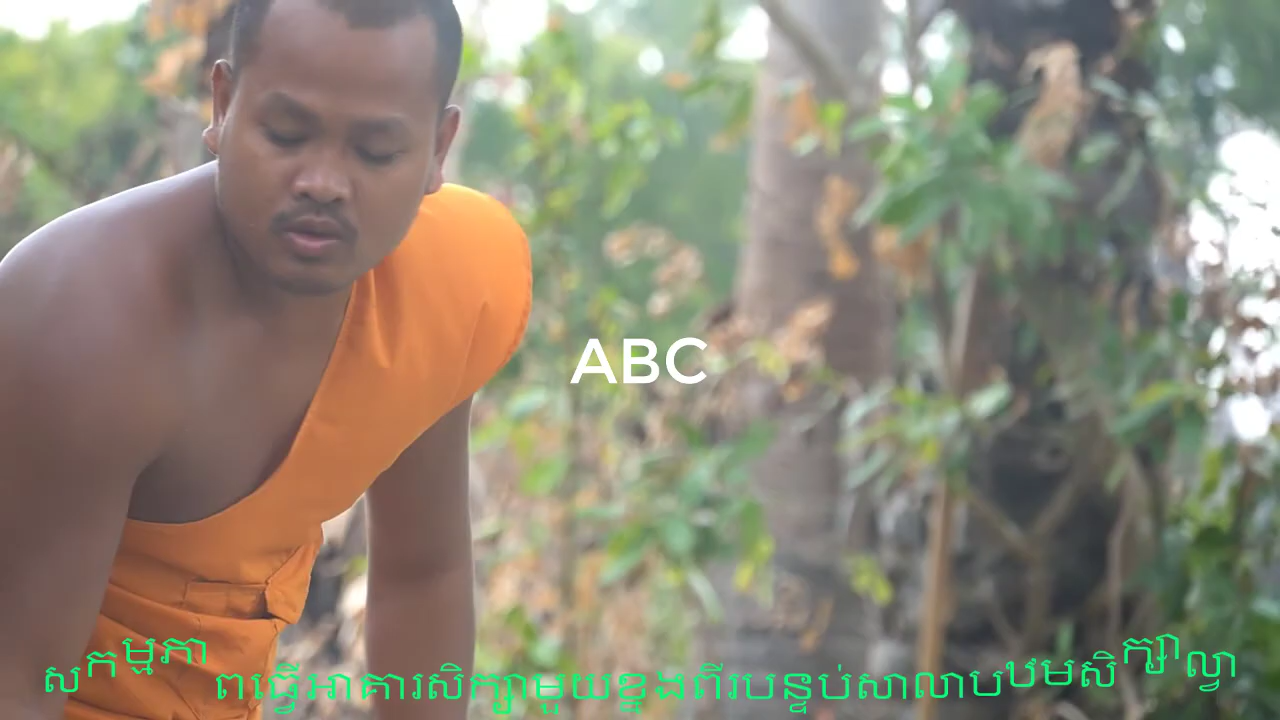 ABC
សកម្មភាពធ្វើអាគារសិក្សាមួយខ្នងពីរបន្ទប់សាលាបឋមសិក្សាល្វា